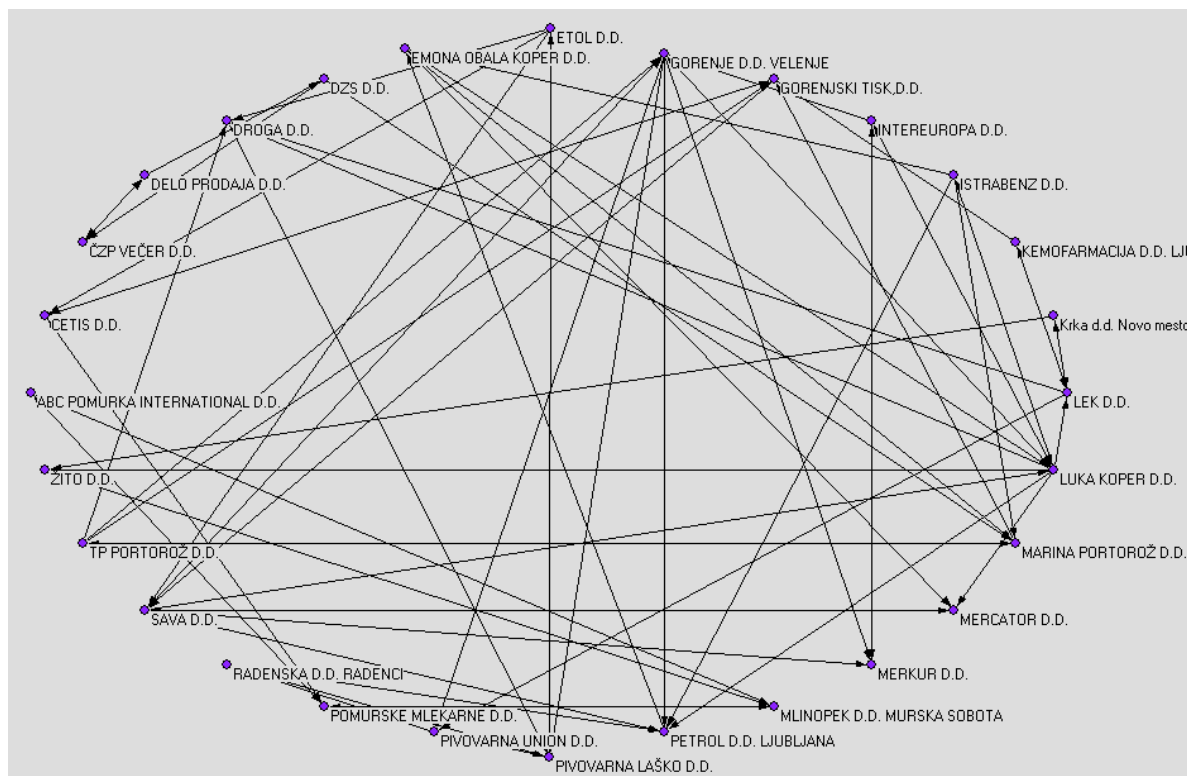 ETOL D.D.
EMONA OBALA KOPER D.D.
GORENJE D.D. VELENJE
DZS D.D.
GORENJSKI TISK,D.D.
DROGA D.D.
INTEREUROPA D.D.
DELO PRODAJA D.D.
ISTRABENZ D.D.
ČZP VEČER D.D.
KEMOFARMACIJA D.D. LJU
CETIS D.D.
Krka d.d. Novo mesto
ABC POMURKA INTERNATIONAL D.D.
LEK D.D.
ŽITO D.D.
LUKA KOPER D.D.
TP PORTOROŽ D.D.
MARINA PORTOROŽ D.D.
SAVA D.D.
MERCATOR D.D.
RADENSKA D.D. RADENCI
MERKUR D.D.
POMURSKE MLEKARNE D.D.
MLINOPEK D.D. MURSKA SOBOTA
PIVOVARNA UNION D.D.
PETROL D.D. LJUBLJANA
PIVOVARNA LAŠKO D.D.